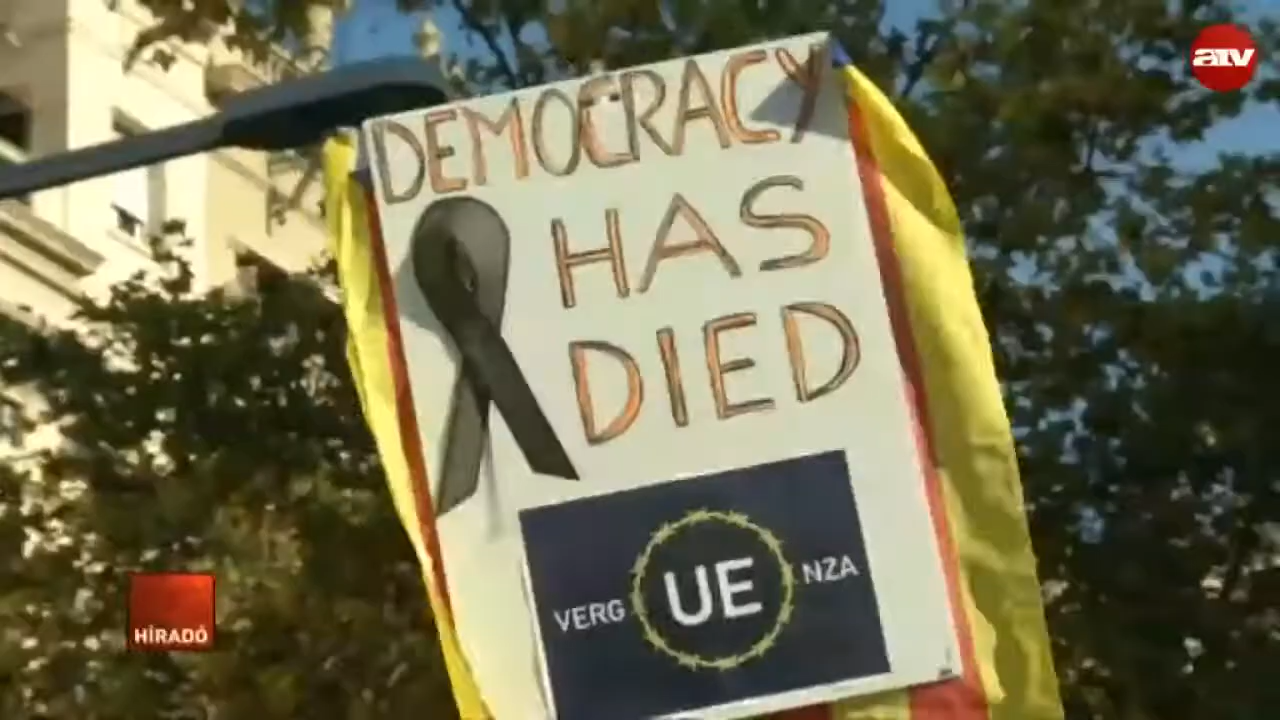 atv
DEMOCRACY
HAS
DIED
VERG UE NZA
HÍRADÓ